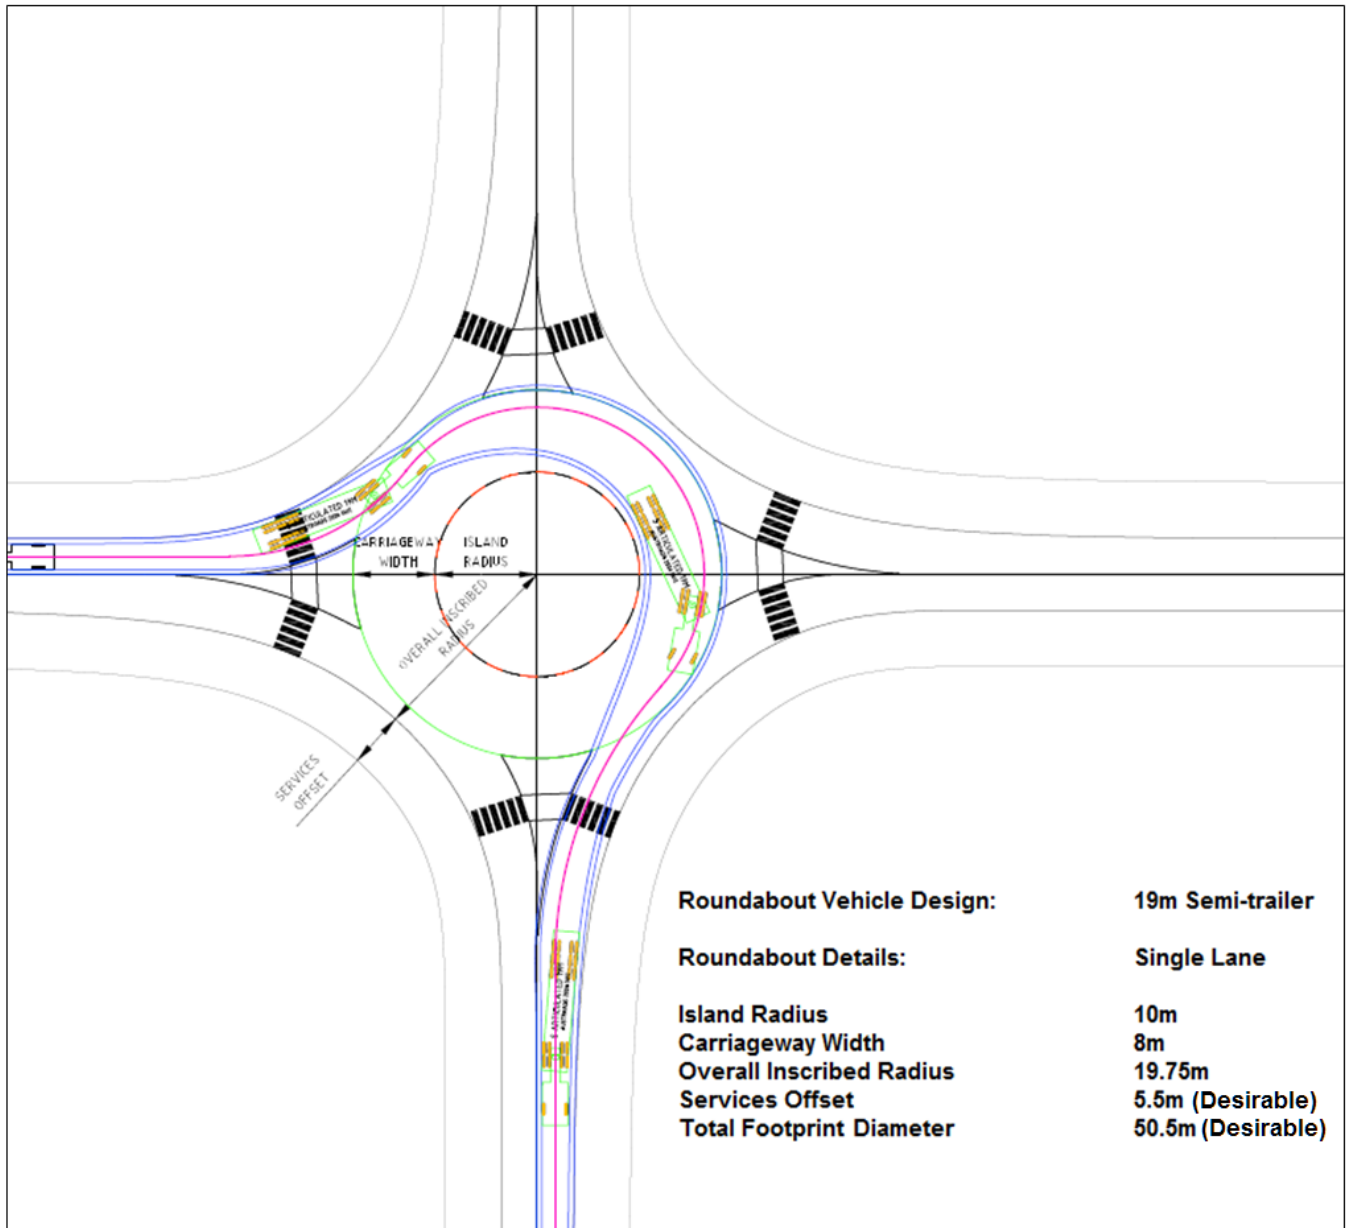 CARRIAGEWAY
WIDTH
ISLAND
RADIUS
OVERALL INSCRIBED
RADIUS
SERVICES
OFFSET
Roundabout Vehicle Design: 19m Semi-trailer
Roundabout Details: Single Lane
Island Radius 10m
Carriageway Width 8m
Overall Inscribed Radius 19.75m
Services Offset 5.5m (Desirable)
Total Footprint Diameter 50.5m (Desirable)